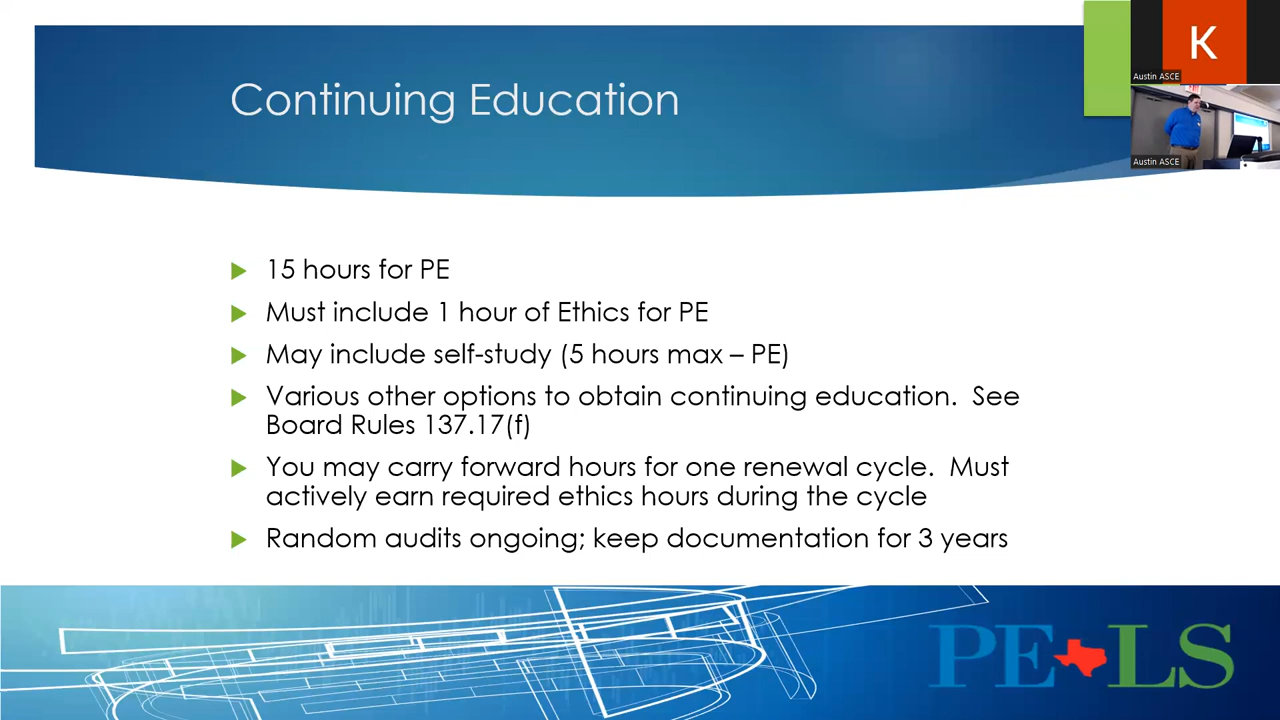 Continuing Education
K
Austin ASCE
Austin ASCE
15 hours for PE
Must include 1 hour of Ethics for PE
May include self-study (5 hours max – PE)
Various other options to obtain continuing education.  See
Board Rules 137.17(f)
You may carry forward hours for one renewal cycle.  Must
actively earn required ethics hours during the cycle
Random audits ongoing; keep documentation for 3 years
PE LS